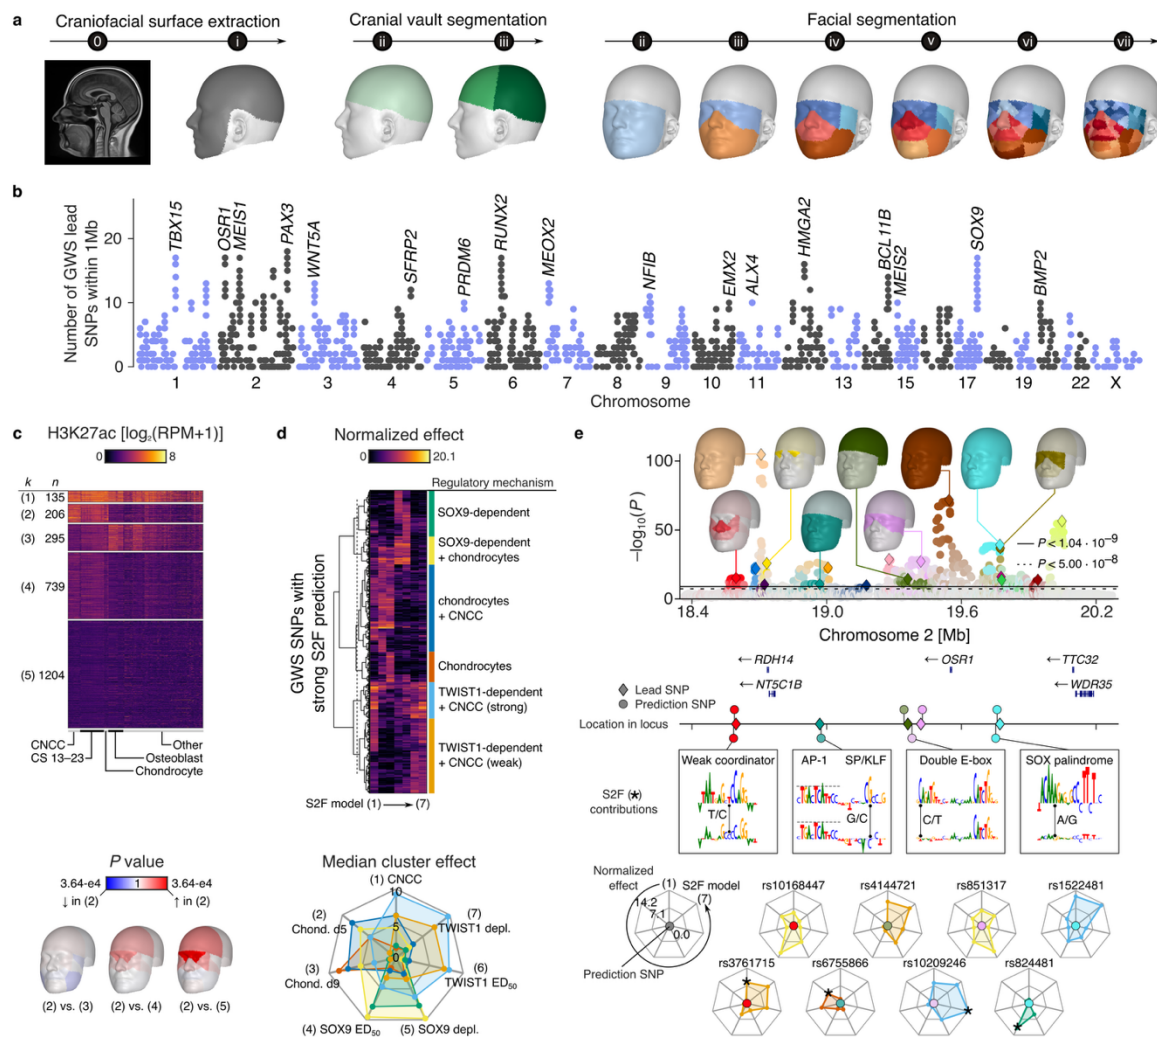 a
Craniofacial surface extraction
Cranial vault segmentation
Facial segmentation
0
i
ii
iii
ii
iii
iv
v
vi
vii
b
Number of GWS lead
SNPs within 1Mb
20
10
0
TBX15
OSR1
MEIS1
PAX3
WNT5A
SFRP2
PRDM6
RUNX2
MEOX2
NFIB
EMX2
ALX4
HMGA2
BCL11B
MEIS2
SOX9
BMP2
1 2 3 4 5 6 7 8 9 10 11 12 13 15 17 19 22 X
Chromosome
c
H3K27ac [log₂(RPM+1)]
0 8
k n
(1) 135
(2) 206
(3) 295
(4) 739
(5) 1204
CNCC
CS 13–23
Other
Osteoblast
Chondrocyte
P value
3.64-e4 1 3.64-e4
↓ in (2) ↑ in (2)
(2) vs. (3)
(2) vs. (4)
(2) vs. (5)
d
Normalized effect
0 20.1
Regulatory mechanism
GWS SNPs with
strong S2F prediction
SOX9-dependent
SOX9-dependent
+ chondrocytes
chondrocytes
+ CNCC
Chondrocytes
TWIST1-dependent
+ CNCC (strong)
TWIST1-dependent
+ CNCC (weak)
S2F model (1) → (7)
Median cluster effect
(1) CNCC
10
5
0
(2)
Chond. d5
(7)
TWIST1 depl.
(3)
Chond. d9
(6)
TWIST1 ED₅₀
(4) SOX9 ED₅₀
(5) SOX9 depl.
e
−log₁₀(P)
100
50
0
P < 1.04 · 10⁻⁹
P < 5.00 · 10⁻⁸
18.4 19.0 19.6 20.2
Chromosome 2 [Mb]
← RDH14
← OSR1
← TTC32
← NT5C1B
← WDR35
Lead SNP
Prediction SNP
Location in locus
S2F (★)
contributions
Weak coordinator
T/C
AP-1 SP/KLF
G/C
Double E-box
C/T
SOX palindrome
A/G
Normalized
effect
(1)
S2F model
(7)
14.2
7.1
0.0
Prediction SNP
rs10168447
rs4144721
rs851317
rs1522481
rs3761715
rs6755866
rs10209246
rs824481